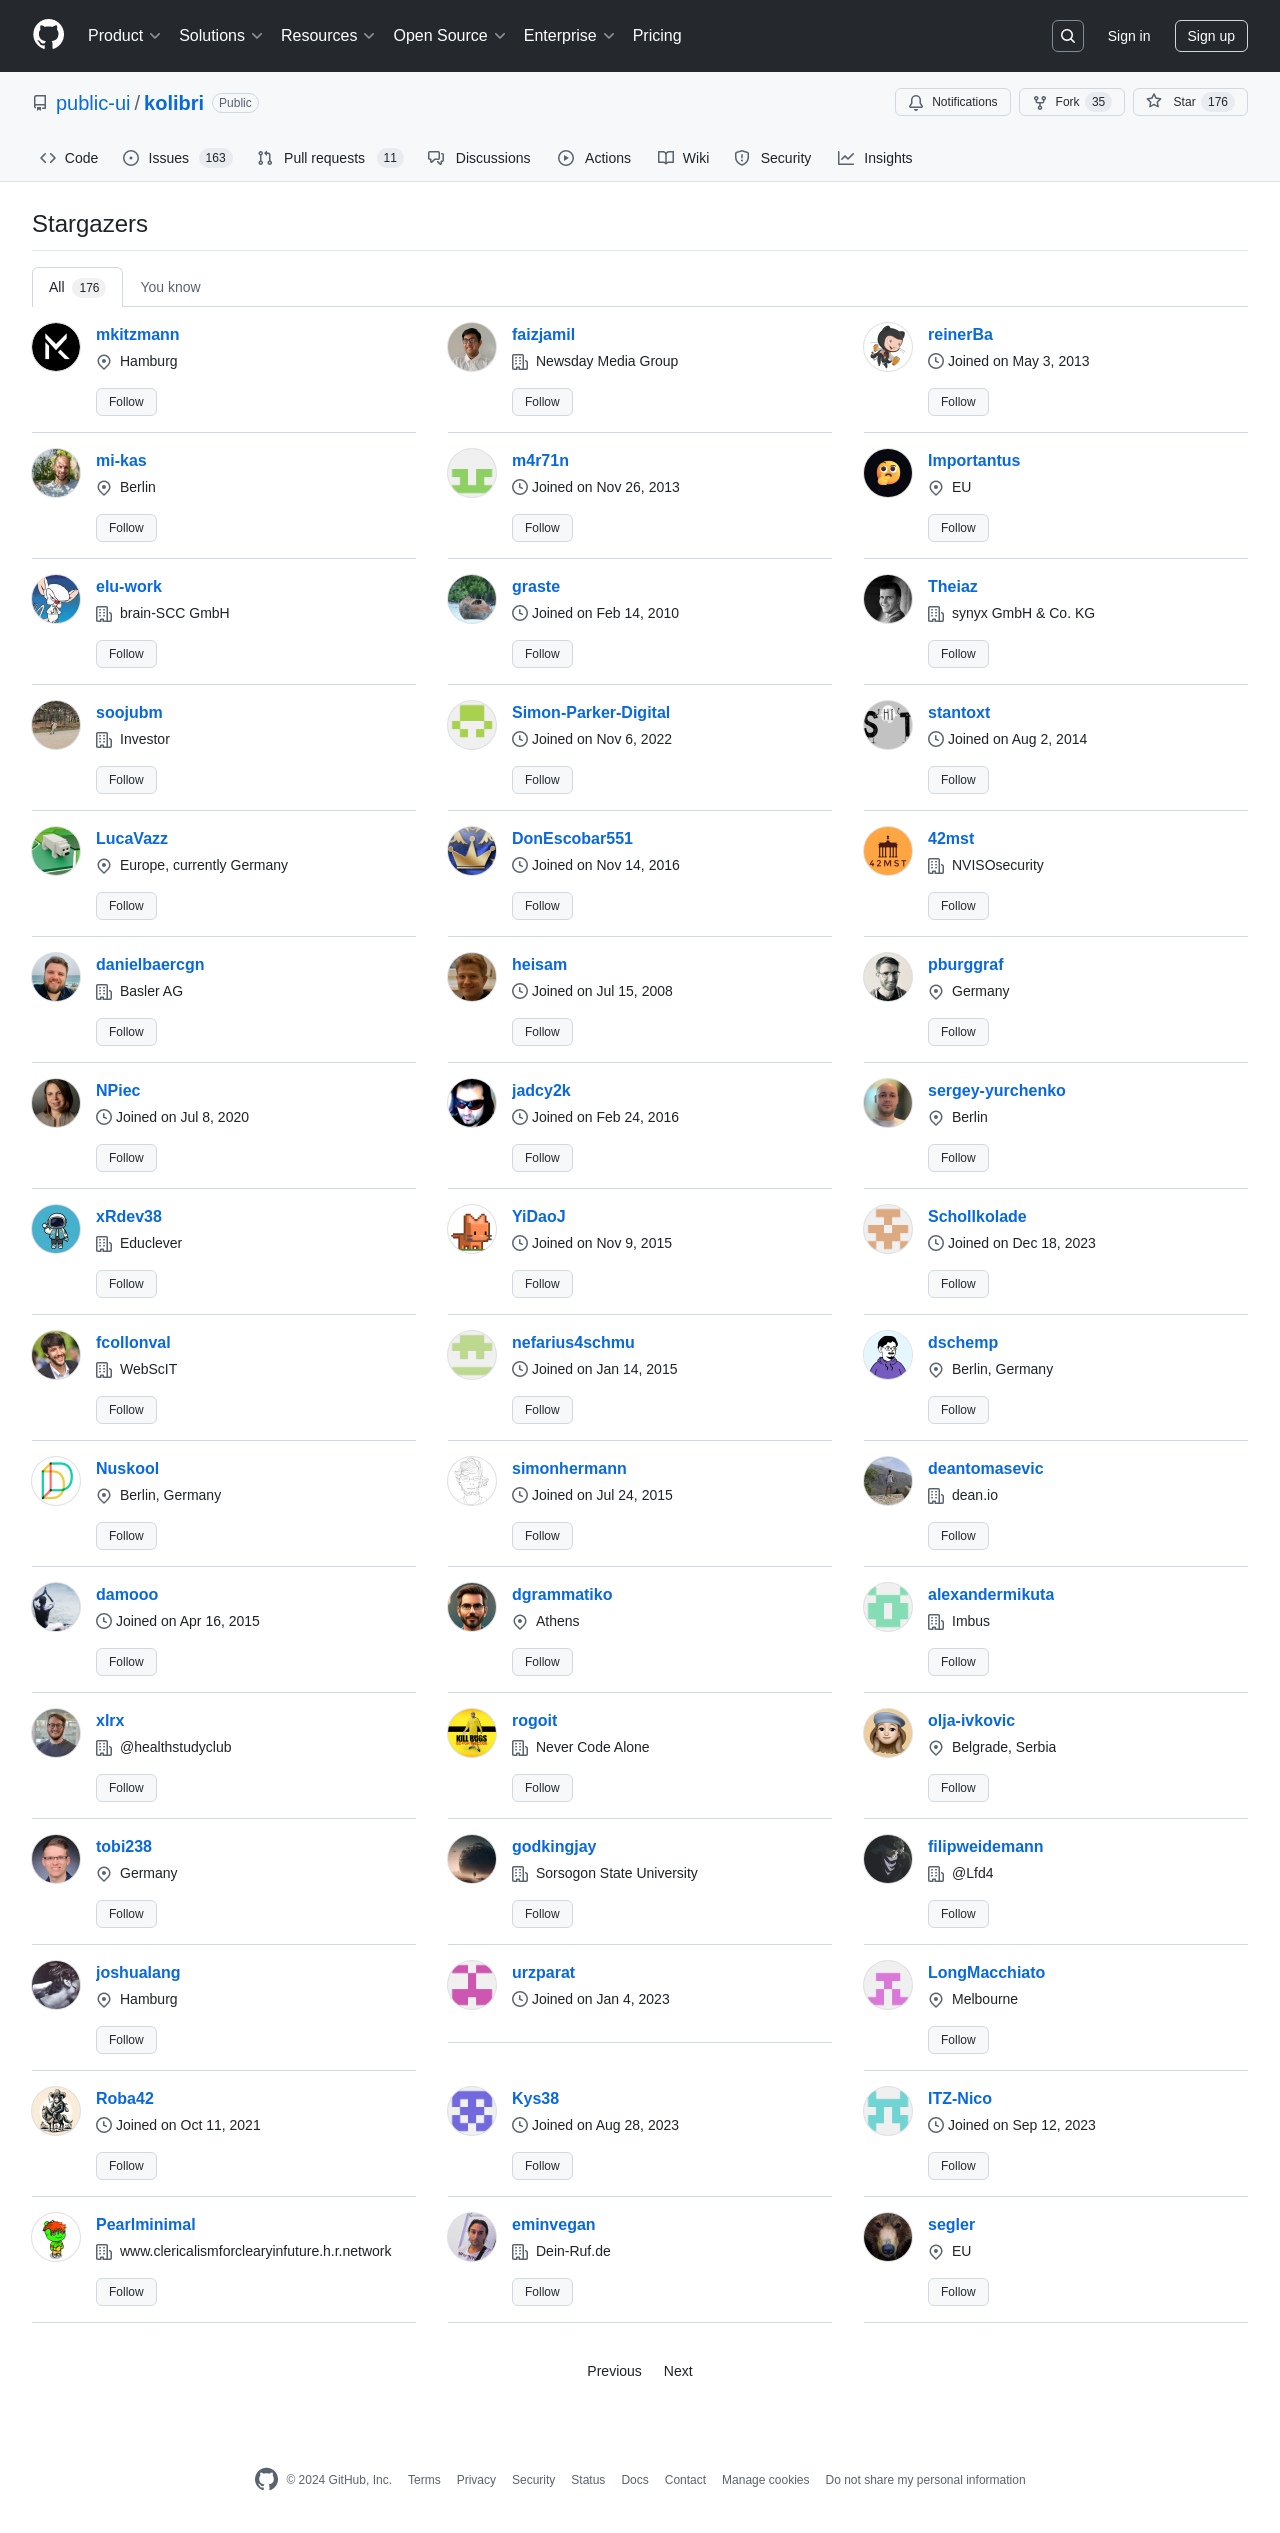 Product Solutions Resources Open Source Enterprise Pricing Sign in Sign up
public-ui / kolibri Public Notifications Fork 35 Star 176
Code Issues 163 Pull requests 11 Discussions Actions Wiki Security Insights
Stargazers
All 176 You know
mkitzmann faizjamil reinerBa
Hamburg Newsday Media Group Joined on May 3, 2013
Follow Follow Follow
mi-kas m4r71n Importantus
Berlin Joined on Nov 26, 2013 EU
Follow Follow Follow
elu-work graste Theiaz
brain-SCC GmbH Joined on Feb 14, 2010 synyx GmbH & Co. KG
Follow Follow Follow
soojubm Simon-Parker-Digital stantoxt
Investor Joined on Nov 6, 2022 Joined on Aug 2, 2014
Follow Follow Follow
LucaVazz DonEscobar551 42mst
Europe, currently Germany Joined on Nov 14, 2016 NVISOsecurity
42MST
Follow Follow Follow
danielbaercgn heisam pburggraf
Basler AG Joined on Jul 15, 2008 Germany
Follow Follow Follow
NPiec jadcy2k sergey-yurchenko
Joined on Jul 8, 2020 Joined on Feb 24, 2016 Berlin
Follow Follow Follow
xRdev38 YiDaoJ Schollkolade
Educlever Joined on Nov 9, 2015 Joined on Dec 18, 2023
Follow Follow Follow
fcollonval nefarius4schmu dschemp
WebScIT Joined on Jan 14, 2015 Berlin, Germany
Follow Follow Follow
Nuskool simonhermann deantomasevic
Berlin, Germany Joined on Jul 24, 2015 dean.io
Follow Follow Follow
damooo dgrammatiko alexandermikuta
Joined on Apr 16, 2015 Athens Imbus
Follow Follow Follow
xlrx rogoit olja-ivkovic
KILL BUGS
@healthstudyclub Never Code Alone Belgrade, Serbia
Follow Follow Follow
tobi238 godkingjay filipweidemann
Germany Sorsogon State University @Lfd4
Follow Follow Follow
joshualang urzparat LongMacchiato
Hamburg Joined on Jan 4, 2023 Melbourne
Follow Follow
Roba42 Kys38 ITZ-Nico
Joined on Oct 11, 2021 Joined on Aug 28, 2023 Joined on Sep 12, 2023
Follow Follow Follow
Pearlminimal eminvegan segler
www.clericalismforclearyinfuture.h.r.network Dein-Ruf.de EU
Follow Follow Follow
Previous Next
© 2024 GitHub, Inc. Terms Privacy Security Status Docs Contact Manage cookies Do not share my personal information